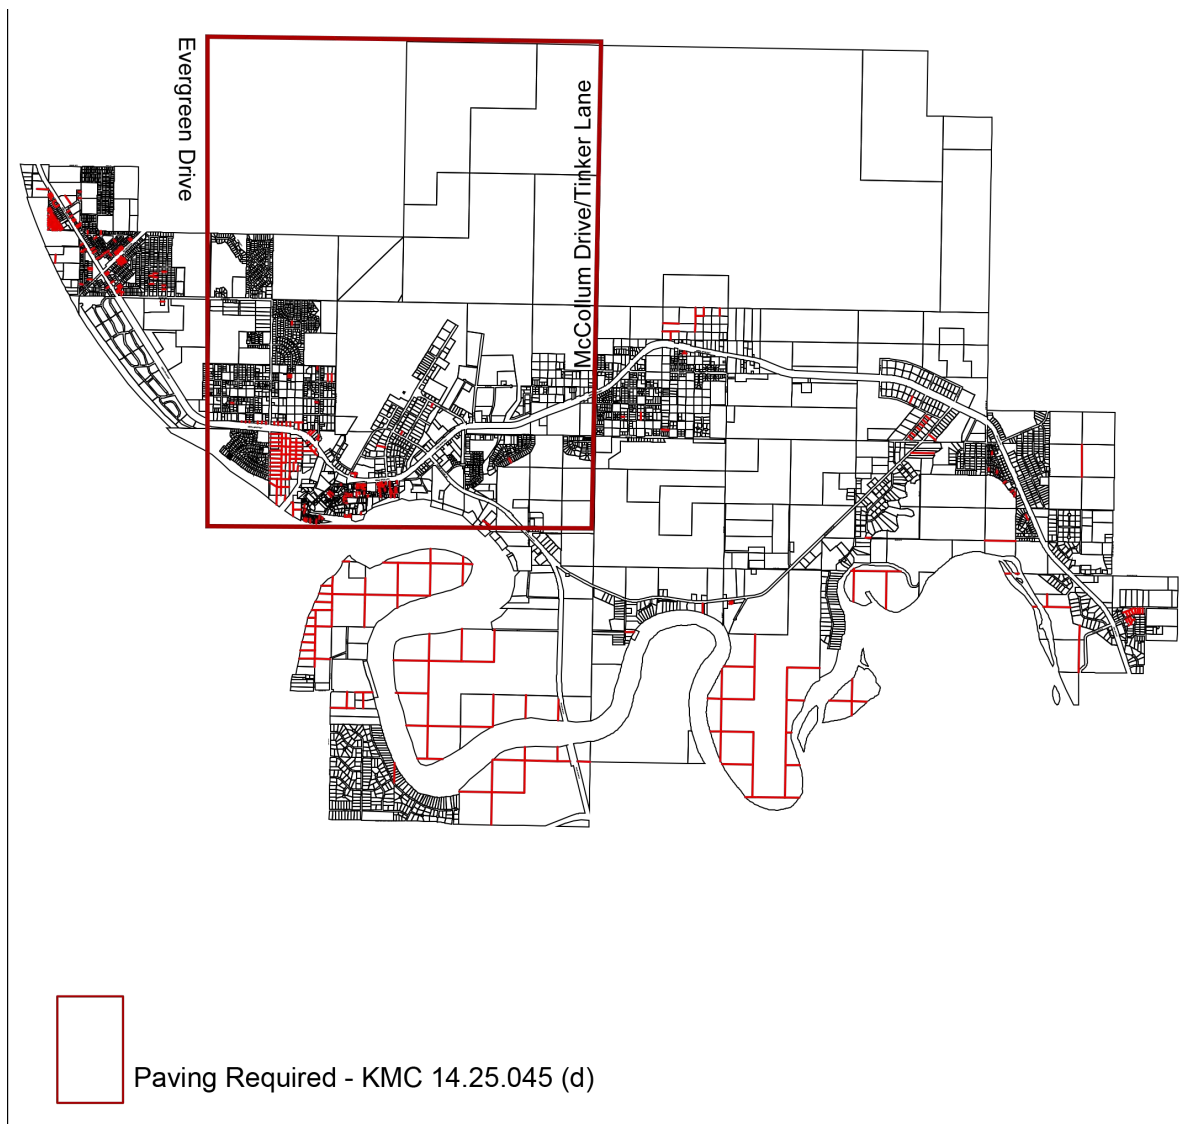 Evergreen Drive
McCollum Drive/Tinker Lane
Paving Required - KMC 14.25.045 (d)